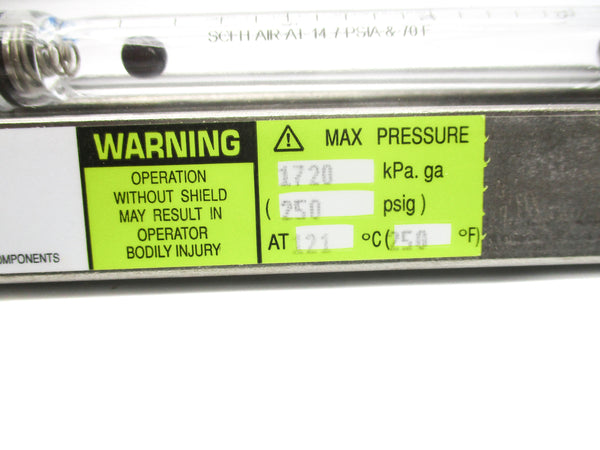 SCFH AIR AT 14.7 PSIA & 70 F
WARNING
OPERATION
WITHOUT SHIELD
MAY RESULT IN
OPERATOR
BODILY INJURY
MAX PRESSURE
1720 kPa. ga
(250 psig)
AT 121 °C (250 °F)